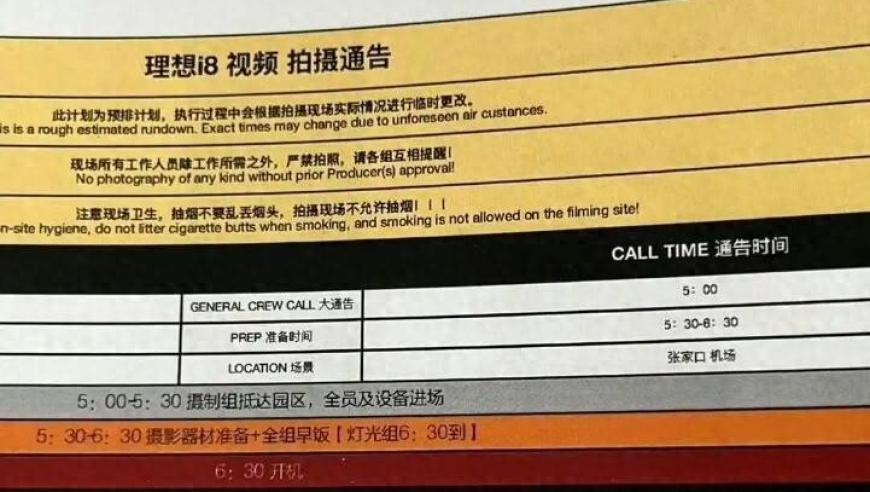 理想i8 视频 拍摄通告
此计划为预排计划，执行过程中会根据拍摄现场实际情况进行临时更改。
is is a rough estimated rundown. Exact times may change due to unforeseen air custances.
现场所有工作人员除工作所需之外，严禁拍照，请各组互相提醒！
No photography of any kind without prior Producer(s) approval!
注意现场卫生，抽烟不要乱丢烟头，拍摄现场不允许抽烟！！！
n-site hygiene, do not litter cigarette butts when smoking, and smoking is not allowed on the filming site!
CALL TIME 通告时间
GENERAL CREW CALL 大通告 5：00
PREP 准备时间 5：30-6：30
LOCATION 场景 张家口 机场
5：00-5：30 摄制组抵达园区，全员及设备进场
5：30-6：30 摄影器材准备+全组早饭【灯光组6：30到】
6：30 开机